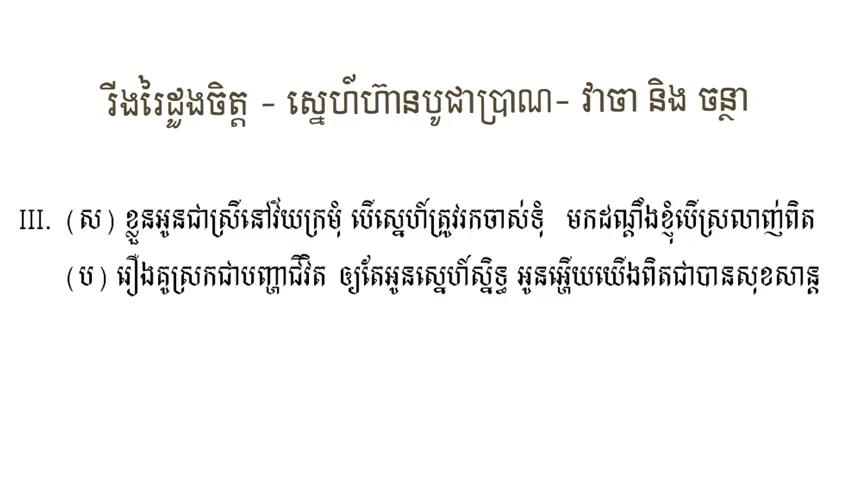 រីងរៃដួងចិត្ត - ស្នេហ៍ហ៊ានបូជាប្រាណ- វាចា និង ចន្ថា
III. (ស) ខ្លួនអូនជាស្រីនៅវ័យក្រមុំ បើស្នេហ៍ត្រូវរកចាស់ទុំ មកដណ្ដឹងខ្ញុំបើស្រលាញ់ពិត
(ប) រឿងគូស្រករជាបញ្ហាជីវិត ឲ្យតែអូនស្នេហ៍ស្និទ្ធ អូនអ្ហើយយើងពិតជាបានសុខសាន្ត